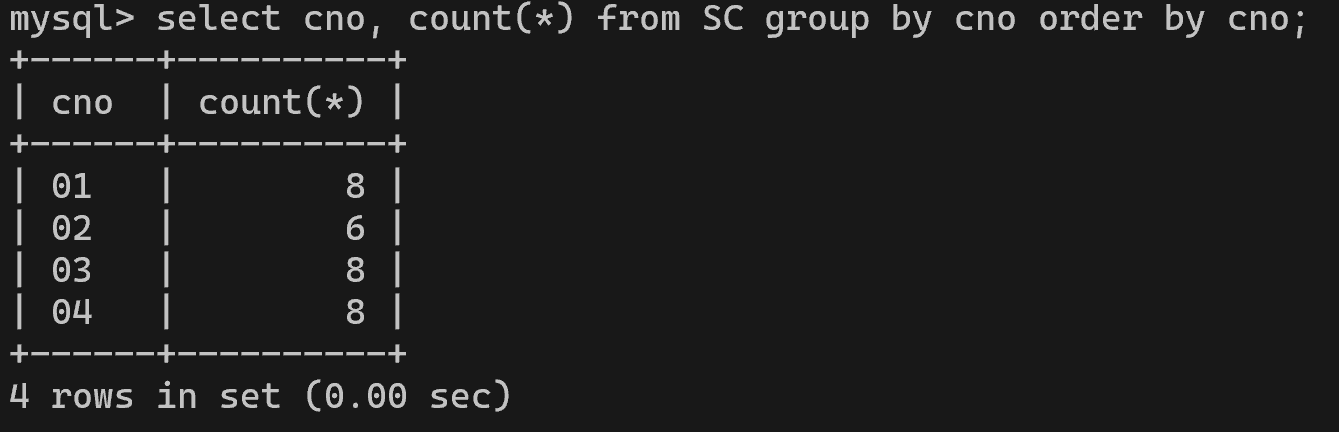 mysql> select cno, count(*) from SC group by cno order by cno;
+------+----------+
| cno  | count(*) |
+------+----------+
| 01   |        8 |
| 02   |        6 |
| 03   |        8 |
| 04   |        8 |
+------+----------+
4 rows in set (0.00 sec)